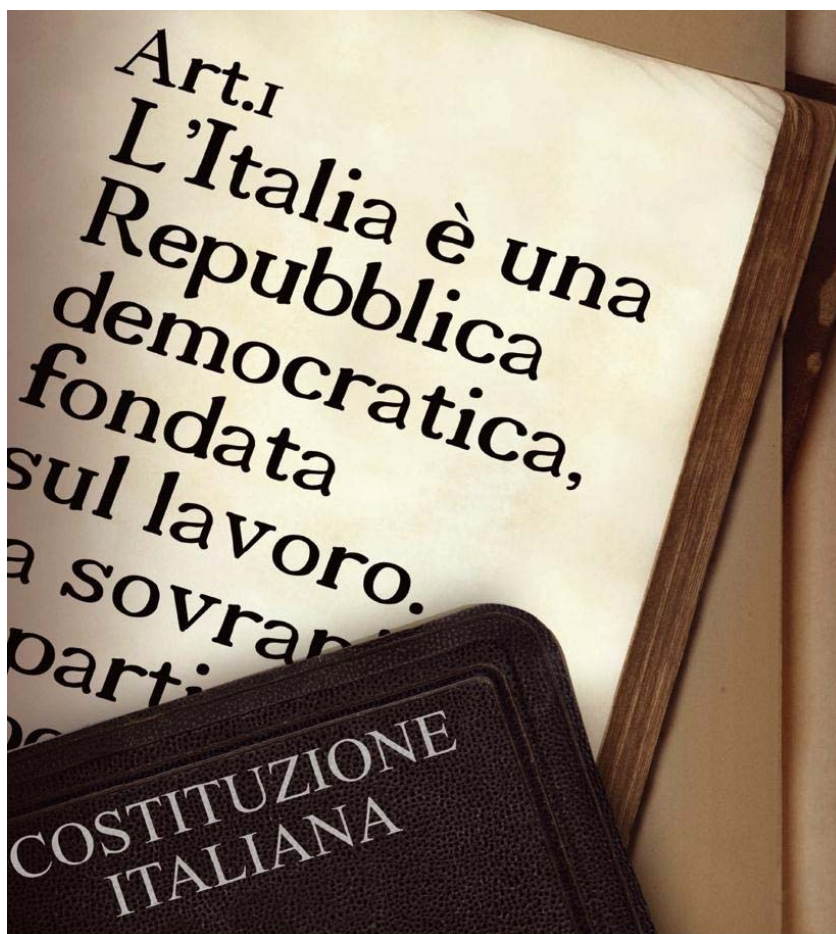 Art.1
L'Italia è una
Repubblica
democratica,
fondata
sul lavoro.
a
COSTITUZIONE
ITALIANA